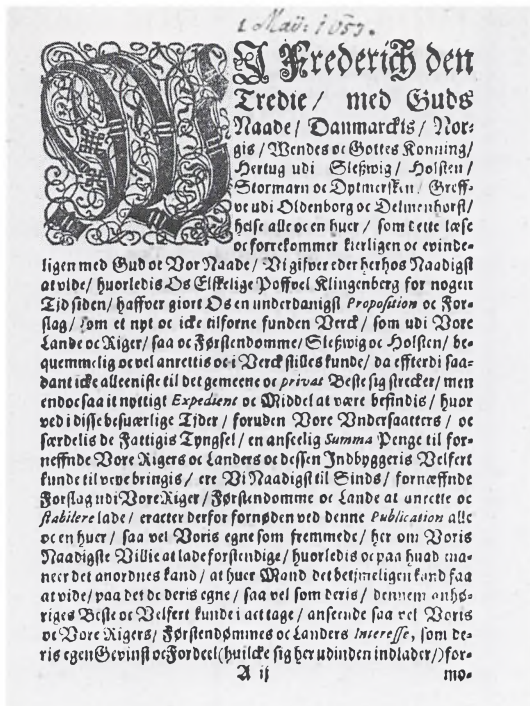 1 Maÿ: 1653.
WJ Frederich den
Tredie / med Guds
Naade / Danmarckis / Nor-
gis / Wendes oc Gottes Konning /
Hertug udi Sleßwig / Holsten /
Stormarn oc Dytmersken / Greff-
ve udi Oldenborg oc Delmenhorst /
helse alle oc en huer / som dette læse
oc forrekommer kierligen oc evinde-
ligen med Gud oc Vor Naade / Vi gifver eder herhos Naadigst
at vide / huorledis Os Elskelige Poffvel Klingenberg for nogen
Tjd siden / haffver giort Os en underdanigst Proposition oc For-
slag / som et nyt oc icke tilforne funden Verck / som udi Vore
Lande oc Riger / saa oc Førstendomme / Sleßwig oc Holsten / be-
quemmelig oc vel anrettis oc i Verck stilles kunde / da effterdi saa-
dant icke alleeniste til det gemeene oc privat Beste sig strecker / men
endoc saa it nyttigt Expedient oc Middel at være befindis / huor
ved i disse besuærlige Tjder / foruden Vore Vndersaatters / oc
særdelis de Fattigis Tyngsel / en anseelig Summa Penge til for-
neffnde Vore Rigers oc Landers oc dessen Indbyggeris Velfert
kunde til veye bringis / ere Vi Naadigst til Sinds / fornæffnde
Forslag udi Vore Riger / Førstendomme oc Lande at anrette oc
stabilere lade / eracter derfor fornøden ved denne Publication alle
oc en huer / saa vel Voris egne som fremmede / her om Voris
Naadigste Villie at lade forstendige / huorledis oc paa huad ma-
neer det anordnes kand / at huer Mand det betjmeligen kand faa
at vide / paa det de deris egne / saa vel som deris / dennem anhø-
riges Beste oc Velfert kunde i act tage / anseende saa vel Voris
oc Vore Rigers / Førstendømmes oc Landers Interesse, som de-
ris egen Gevinst oc Fordeel (huilcke sig her udinden indlader /) for-
A ij mo-